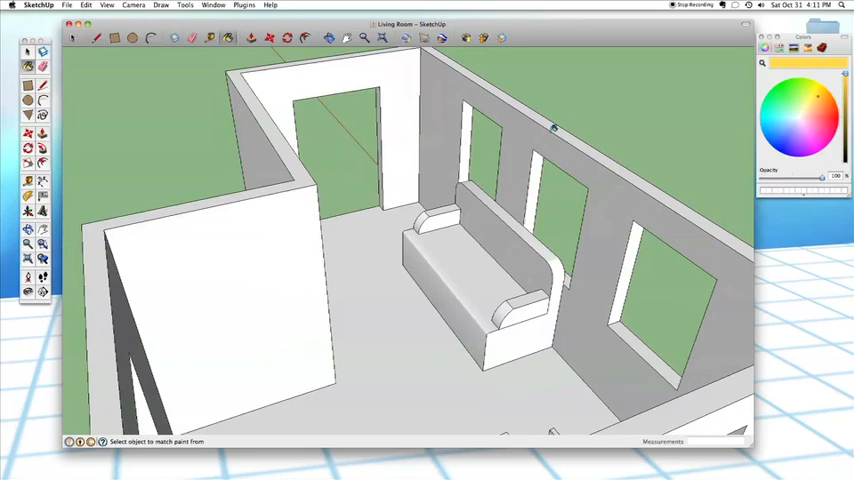 SketchUp File Edit View Camera Draw Tools Window Plugins Help
Stop Recording Sat Oct 31 4:11 PM
Living Room – SketchUp
Colors
Opacity
100
Select object to match paint from
Measurements